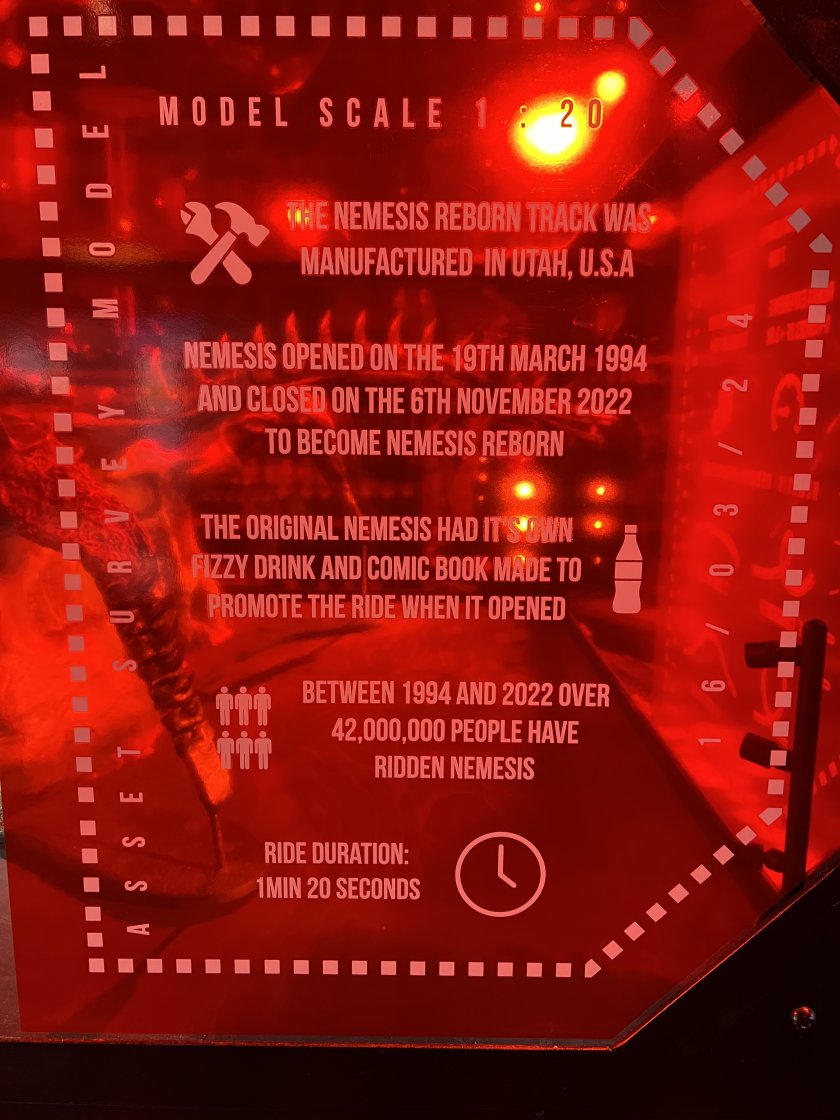 MODEL SCALE 1 : 20
THE NEMESIS REBORN TRACK WAS
MANUFACTURED IN UTAH, U.S.A
NEMESIS OPENED ON THE 19TH MARCH 1994
AND CLOSED ON THE 6TH NOVEMBER 2022
TO BECOME NEMESIS REBORN
THE ORIGINAL NEMESIS HAD IT'S OWN
FIZZY DRINK AND COMIC BOOK MADE TO
PROMOTE THE RIDE WHEN IT OPENED
BETWEEN 1994 AND 2022 OVER
42,000,000 PEOPLE HAVE
RIDDEN NEMESIS
RIDE DURATION:
1MIN 20 SECONDS
ASSET SURVEY MODEL
16/03/24